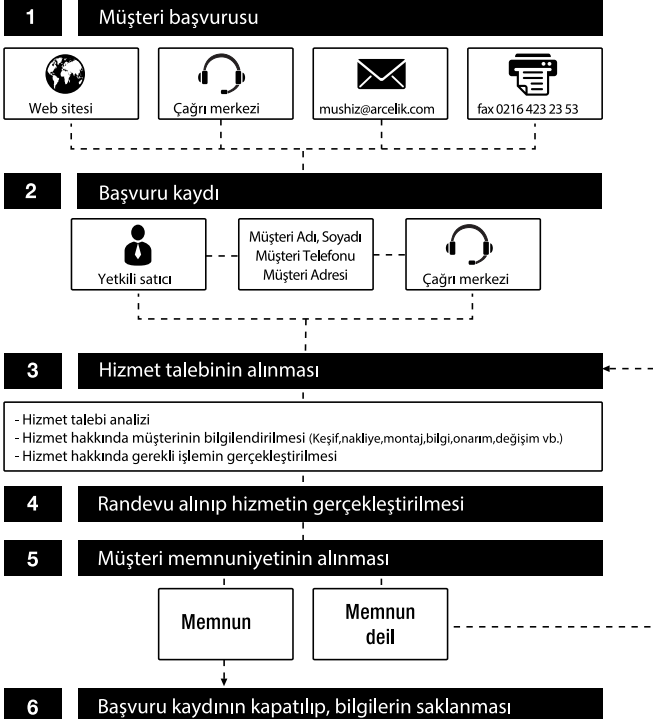 1 Müşteri başvurusu
Web sitesi
Çağrı merkezi
mushiz@arcelik.com
fax 0216 423 23 53
2 Başvuru kaydı
Yetkili satıcı
Müşteri Adı, Soyadı
Müşteri Telefonu
Müşteri Adresi
Çağrı merkezi
3 Hizmet talebinin alınması
- Hizmet talebi analizi
- Hizmet hakkında müşterinin bilgilendirilmesi (Keşif,nakliye,montaj,bilgi,onarım,değişim vb.)
- Hizmet hakkında gerekli işlemin gerçekleştirilmesi
4 Randevu alınıp hizmetin gerçekleştirilmesi
5 Müşteri memnuniyetinin alınması
Memnun
Memnun
deil
6 Başvuru kaydının kapatılıp, bilgilerin saklanması